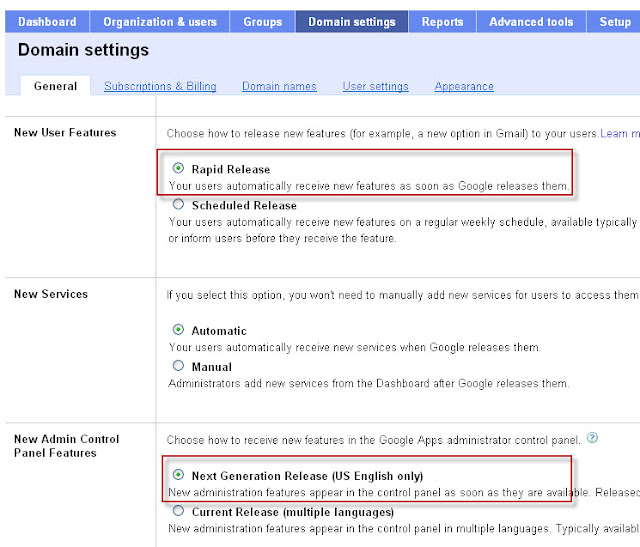 Dashboard Organization & users Groups Domain settings Reports Advanced tools Setup
Domain settings
General Subscriptions & Billing Domain names User settings Appearance
New User Features
Choose how to release new features (for example, a new option in Gmail) to your users. Learn
Rapid Release
Your users automatically receive new features as soon as Google releases them.
Scheduled Release
Your users automatically receive new features on a regular weekly schedule, available typically
or inform users before they receive the feature.
New Services
If you select this option, you won't need to manually add new services for users to access them
Automatic
Your users automatically receive new services when Google releases them.
Manual
Administrators add new services from the Dashboard after Google releases them.
New Admin Control
Panel Features
Choose how to receive new features in the Google Apps administrator control panel. ?
Next Generation Release (US English only)
New administration features appear in the control panel as soon as they are available. Released
Current Release (multiple languages)
New administration features appear in the control panel in multiple languages. Typically